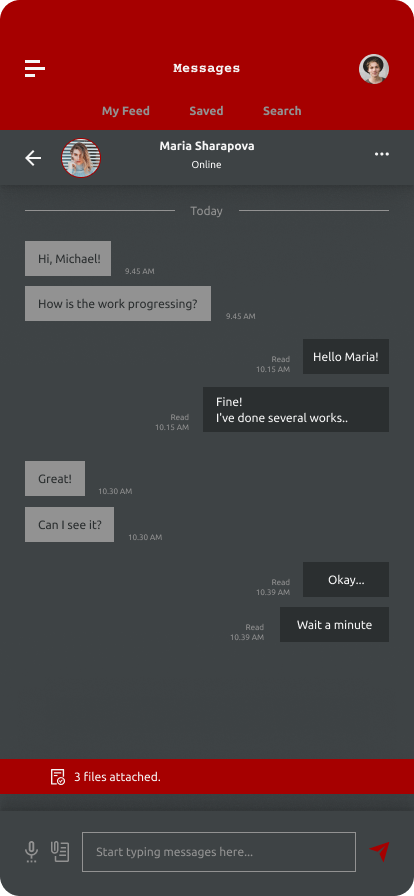 Messages
My Feed Saved Search
Maria Sharapova
Online
Today
Hi, Michael!
9.45 AM
How is the work progressing?
9.45 AM
Hello Maria!
Read
10.15 AM
Fine!
I've done several works..
Read
10.15 AM
Great!
10.30 AM
Can I see it?
10.30 AM
Okay...
Read
10.39 AM
Wait a minute
Read
10.39 AM
3 files attached.
Start typing messages here...